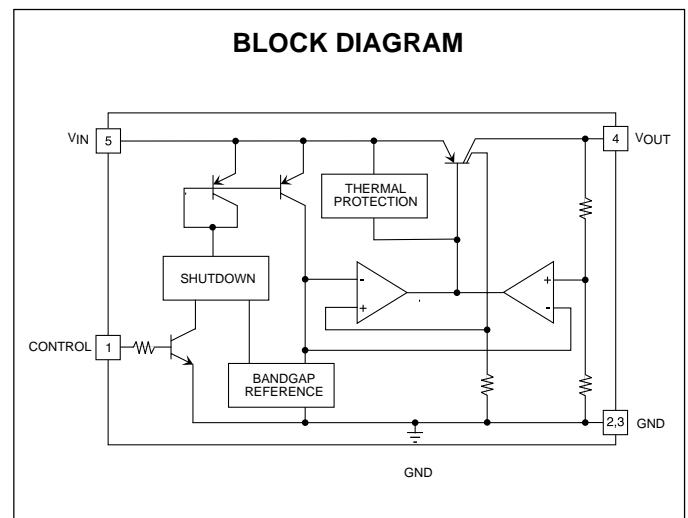 BLOCK DIAGRAM
VIN 5
4 VOUT
THERMAL
PROTECTION
SHUTDOWN
-
+
+
-
CONTROL 1
BANDGAP
REFERENCE
2,3 GND
GND